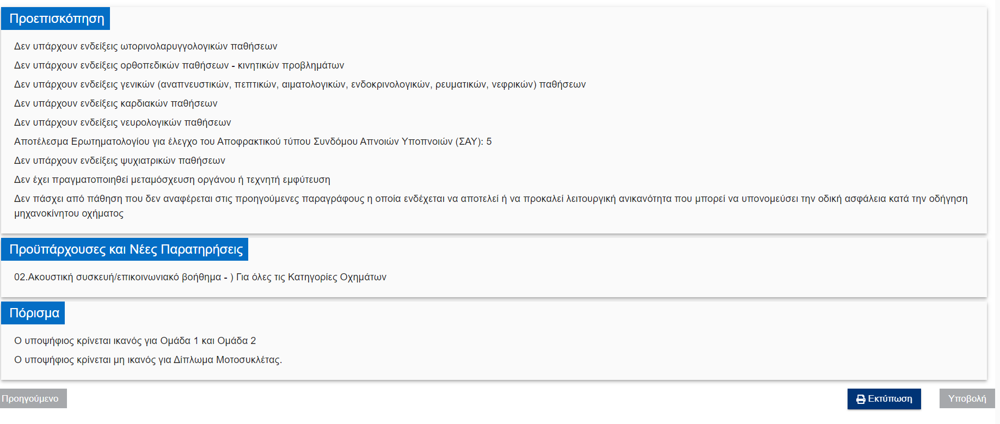 Προεπισκόπηση
Δεν υπάρχουν ενδείξεις ωτορινολαρυγγολογικών παθήσεων
Δεν υπάρχουν ενδείξεις ορθοπεδικών παθήσεων - κινητικών προβλημάτων
Δεν υπάρχουν ενδείξεις γενικών (αναπνευστικών, πεπτικών, αιματολογικών, ενδοκρινολογικών, ρευματικών, νεφρικών) παθήσεων
Δεν υπάρχουν ενδείξεις καρδιακών παθήσεων
Δεν υπάρχουν ενδείξεις νευρολογικών παθήσεων
Αποτέλεσμα Ερωτηματολογίου για έλεγχο του Αποφρακτικού τύπου Συνδόμου Απνοιών Υποπνοιών (ΣΑΥ): 5
Δεν υπάρχουν ενδείξεις ψυχιατρικών παθήσεων
Δεν έχει πραγματοποιηθεί μεταμόσχευση οργάνου ή τεχνητή εμφύτευση
Δεν πάσχει από πάθηση που δεν αναφέρεται στις προηγούμενες παραγράφους η οποία ενδέχεται να αποτελεί ή να προκαλεί λειτουργική ανικανότητα που μπορεί να υπονομεύσει την οδική ασφάλεια κατά την οδήγηση
μηχανοκίνητου οχήματος
Προϋπάρχουσες και Νέες Παρατηρήσεις
02.Ακουστική συσκευή/επικοινωνιακό βοήθημα - ) Για όλες τις Κατηγορίες Οχημάτων
Πόρισμα
Ο υποψήφιος κρίνεται ικανός για Ομάδα 1 και Ομάδα 2
Ο υποψήφιος κρίνεται μη ικανός για Δίπλωμα Μοτοσυκλέτας.
Προηγούμενο
Εκτύπωση
Υποβολή